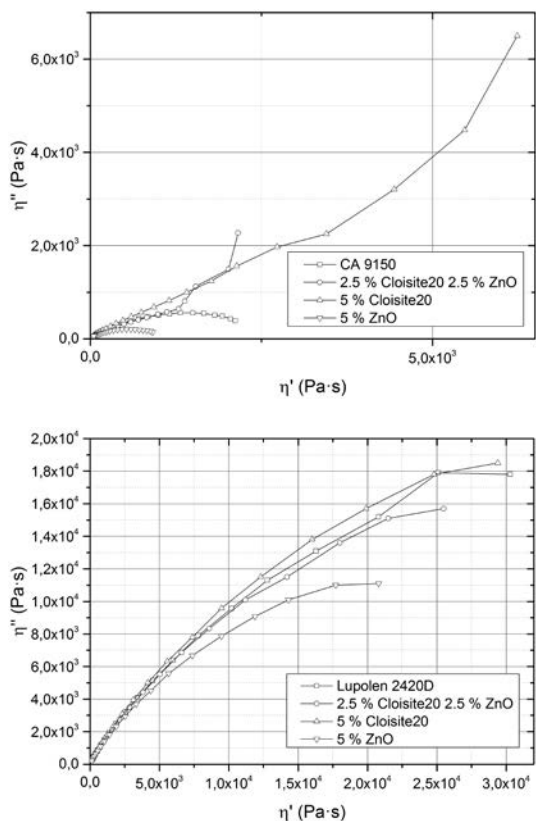 6,0x10³
4,0x10³
2,0x10³
0,0
η'' (Pa·s)
CA 9150
2.5 % Cloisite20 2.5 % ZnO
5 % Cloisite20
5 % ZnO
0,0 5,0x10³
η' (Pa·s)
2,0x10⁴
1,8x10⁴
1,6x10⁴
1,4x10⁴
1,2x10⁴
1,0x10⁴
8,0x10³
6,0x10³
4,0x10³
2,0x10³
0,0
η'' (Pa·s)
Lupolen 2420D
2.5 % Cloisite20 2.5 % ZnO
5 % Cloisite20
5 % ZnO
0,0 5,0x10³ 1,0x10⁴ 1,5x10⁴ 2,0x10⁴ 2,5x10⁴ 3,0x10⁴
η' (Pa·s)